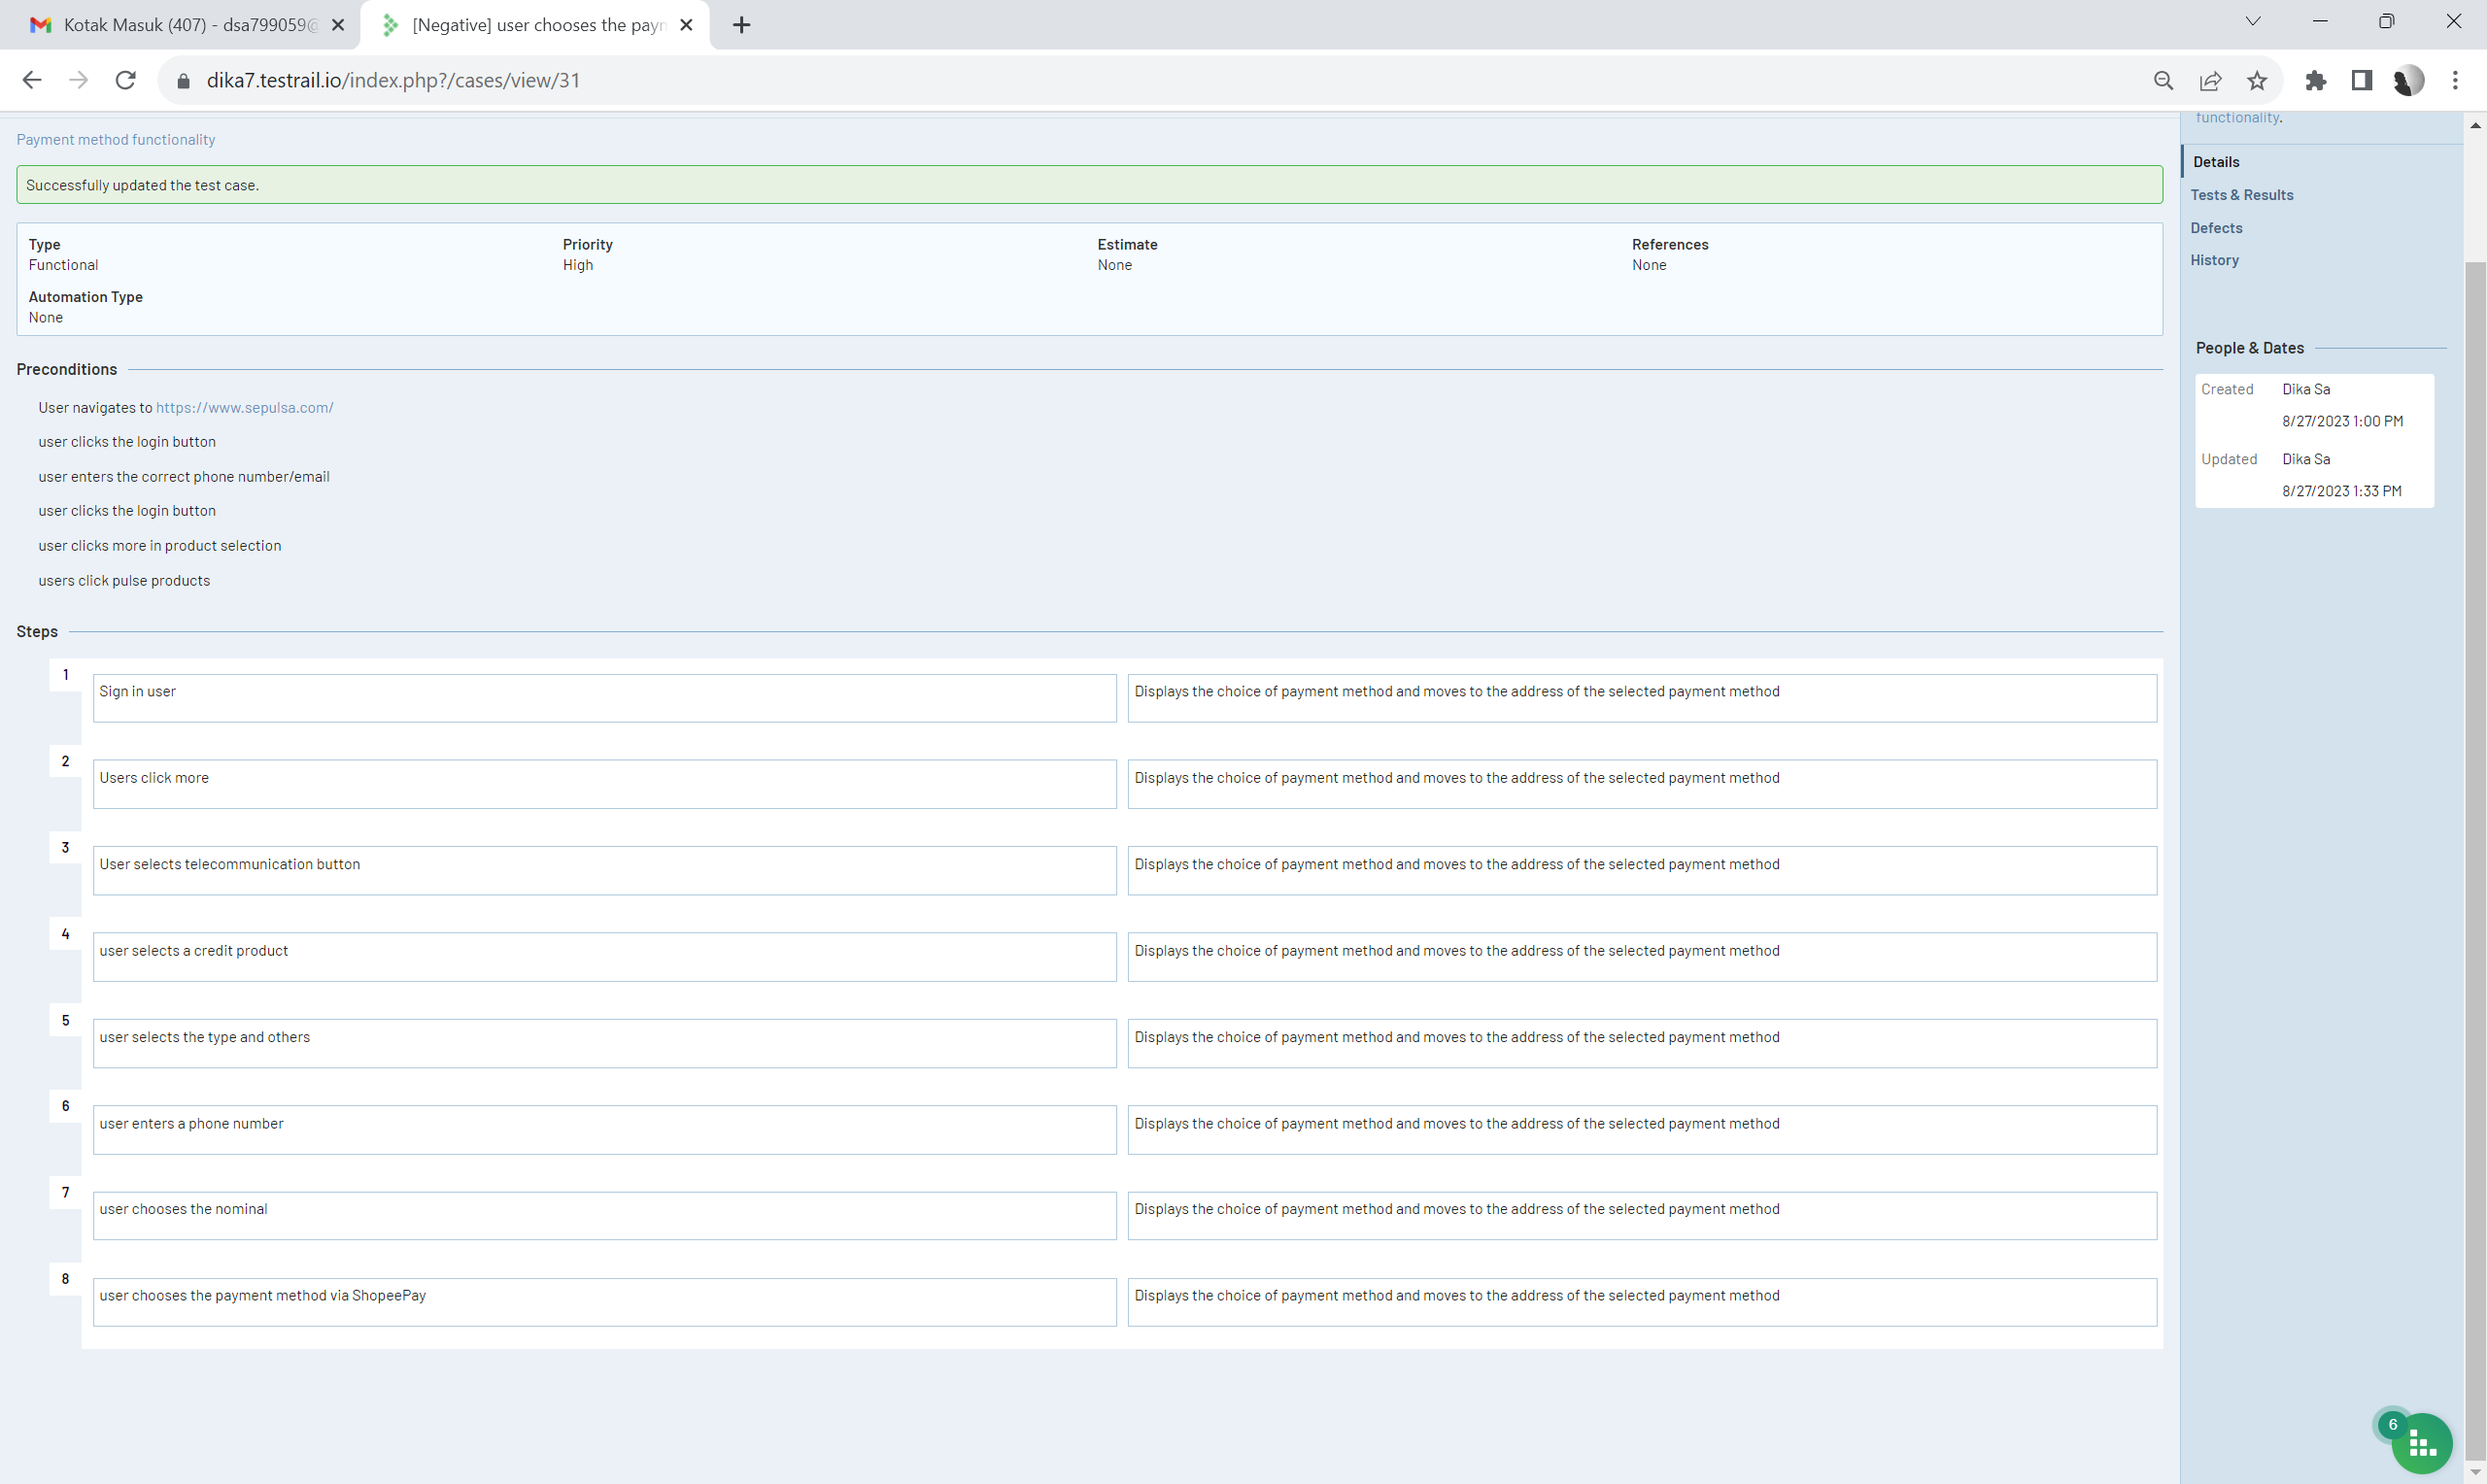 Kotak Masuk (407) - dsa799059@
[Negative] user chooses the payn
dika7.testrail.io/index.php?/cases/view/31
Payment method functionality
functionality.
Successfully updated the test case.
Type
Functional
Priority
High
Estimate
None
References
None
Automation Type
None
Preconditions
User navigates to https://www.sepulsa.com/
user clicks the login button
user enters the correct phone number/email
user clicks the login button
user clicks more in product selection
users click pulse products
Steps
1
Sign in user
Displays the choice of payment method and moves to the address of the selected payment method
2
Users click more
Displays the choice of payment method and moves to the address of the selected payment method
3
User selects telecommunication button
Displays the choice of payment method and moves to the address of the selected payment method
4
user selects a credit product
Displays the choice of payment method and moves to the address of the selected payment method
5
user selects the type and others
Displays the choice of payment method and moves to the address of the selected payment method
6
user enters a phone number
Displays the choice of payment method and moves to the address of the selected payment method
7
user chooses the nominal
Displays the choice of payment method and moves to the address of the selected payment method
8
user chooses the payment method via ShopeePay
Displays the choice of payment method and moves to the address of the selected payment method
Details
Tests & Results
Defects
History
People & Dates
Created Dika Sa
8/27/2023 1:00 PM
Updated Dika Sa
8/27/2023 1:33 PM
6